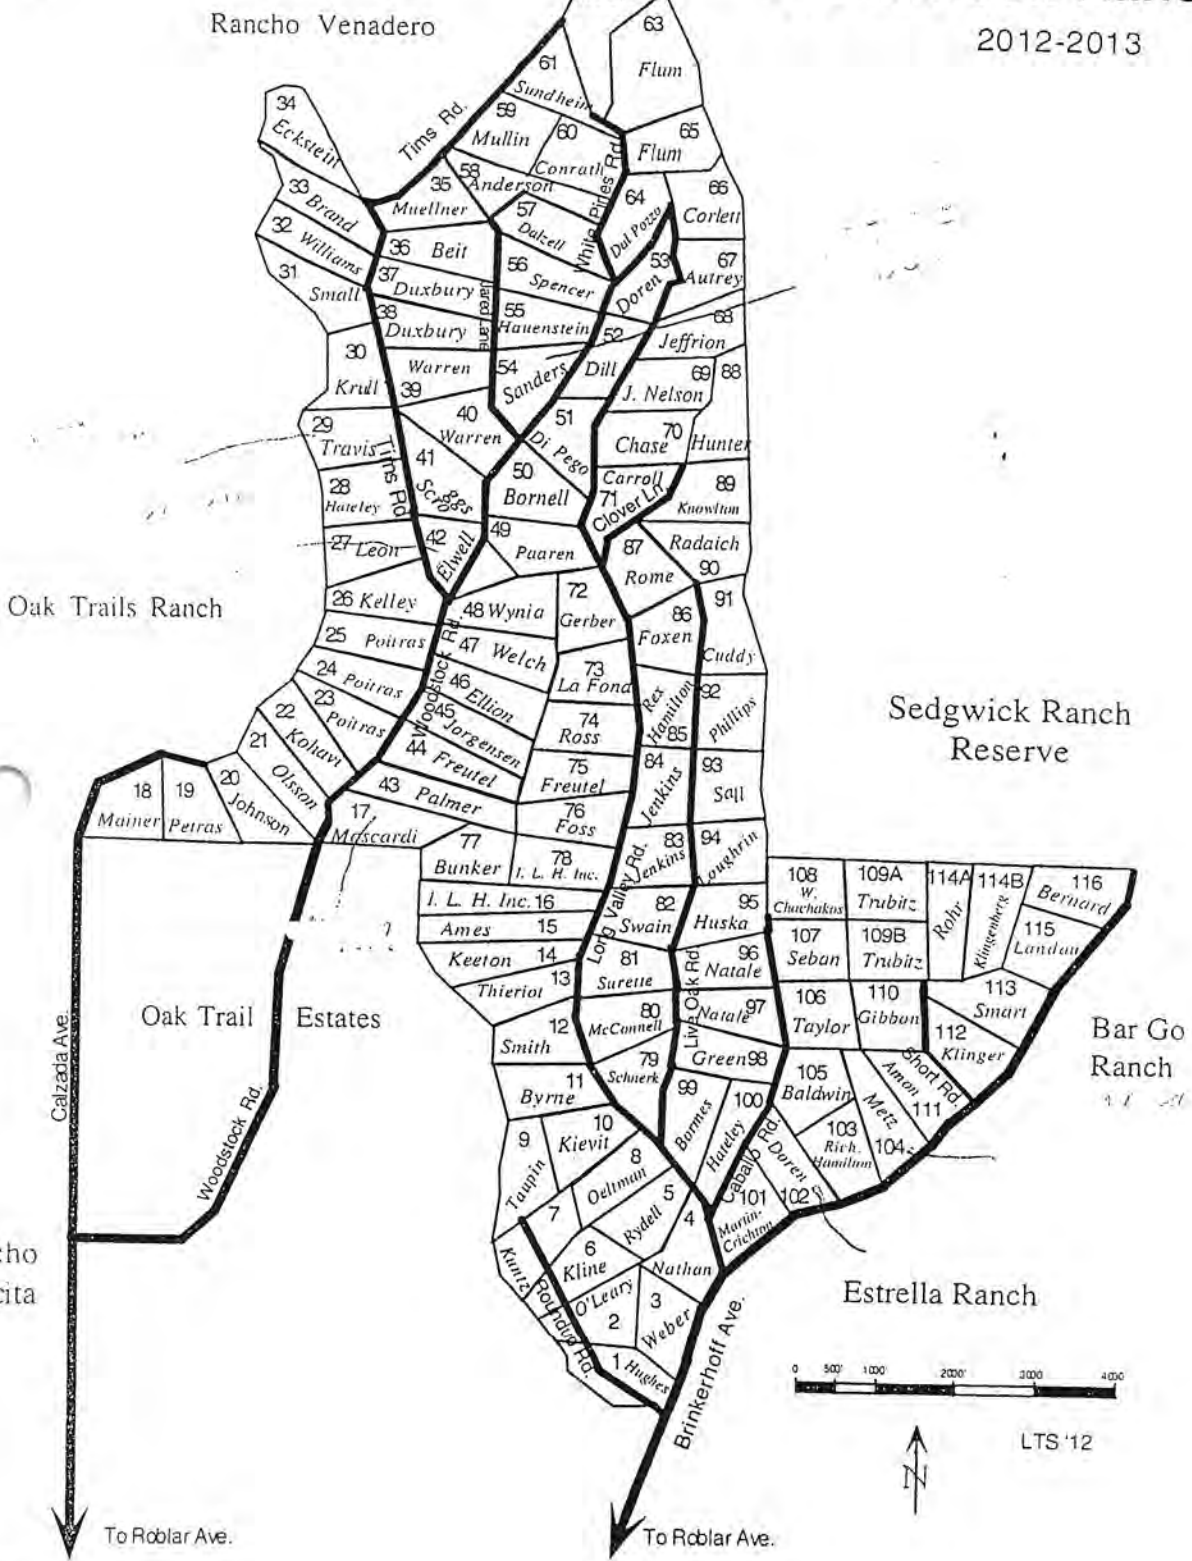 Rancho Venadero
2012-2013
63
Flum
61
Sundheim
34
Eckstein
Tims Rd.
59
Mullin
60
Conrath
65
Flum
White Pines Rd
58
Anderson
35
Muellner
33
Brand
57
Dalzell
64
Dal Pozzo
66
Corlett
32
Williams
36
Beit
31
Small
37
Duxbury
56
Spencer
53
Doren
67
Autrey
38
Duxbury
Jared Lane
55
Hauenstein
52
Dill
68
Jeffrion
30
Krull
Warren
39
54
Sanders
69
J. Nelson
88
Hunter
29
Travis
40
Warren
51
Di Pego
70
Chase
Tims Rd
41
Scro
ggs
50
Bornell
Carroll
71
Clover Ln
89
Knowlton
28
Hateley
27 Leon
42
Elwell
49
Paaren
87
Rome
Radaich
90
Oak Trails Ranch
26 Kelley
48 Wynia
72
Gerber
86
Foxen
91
Cuddy
25
Poitras
Woodstock Rd.
47
Welch
73
La Fond
24
Poitras
46
Ellion
Rex
Hamilton
85
92
Phillips
Sedgwick Ranch
Reserve
23
Poitras
45
Jorgensen
74
Ross
22
Kohavi
44
Freutel
75
Freutel
84
Jenkins
93
Sall
21
Olsson
43
Palmer
76
Foss
20
Johnson
18
Mainer
19
Petras
17
Mascardi
77
Bunker
78
I. L. H. Inc.
Long Valley Rd.
83
Jenkins
94
Loughrin
108
W.
Chuchakos
109A
Trubitz
114A
Rohr
114B
Klingenberg
116
Bernard
I. L. H. Inc. 16
82
Swain
95
Huska
Ames
15
107
Seban
109B
Trubitz
115
Landau
Keeton
14
81
Surette
96
Natale
Thieriot
13
Live Oak Rd
Oak Trail Estates
12
Smith
80
McConnell
Natale 97
106
Taylor
110
Gibbon
113
Smart
Bar Go
Ranch
112
Klinger
79
Schnerk
Green 98
Short Rd.
11
Byrne
99
Bormes
100
Hateley
105
Baldwin
Metz
104
Amon
111
Calzada Ave.
Woodstock Rd.
10
Kievit
9
Taupin
8
Oeltman
103
Rich.
Hamilton
Caballo Rd.
Doren
102
101
Martin-
Crichton
7
Kuntz
5
Rydell
4
Nathan
cho
cita
6
Kline
Roundup Rd.
O'Leary
2
3
Weber
Estrella Ranch
1 Hughes
Brinkerhoff Ave.
0 500' 1000' 2000' 3000' 4000
LTS '12
N
To Roblar Ave.
To Roblar Ave.